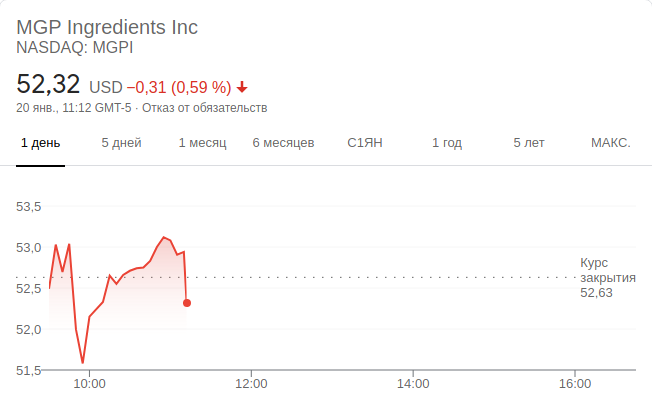 MGP Ingredients Inc
NASDAQ: MGPI
52,32 USD −0,31 (0,59 %)
20 янв., 11:12 GMT-5 · Отказ от обязательств
1 день 5 дней 1 месяц 6 месяцев С1ЯН 1 год 5 лет МАКС.
53,5
53,0
Курс
закрытия
52,63
52,5
52,0
51,5
10:00 12:00 14:00 16:00